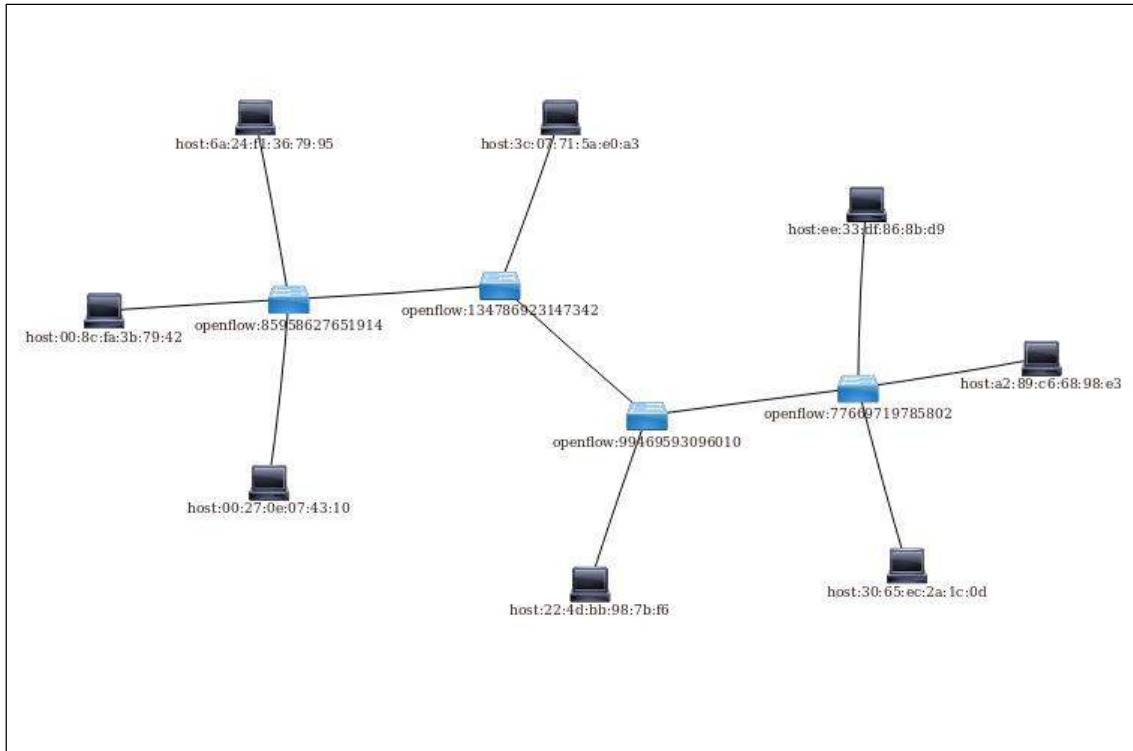 host:6a:24:f1:36:79:95
host:3c:07:71:5a:e0:a3
host:ee:33:df:86:8b:d9
openflow:134786923147342
openflow:85958627651914
host:00:8c:fa:3b:79:42
host:a2:89:c6:68:98:e3
openflow:77669719785802
openflow:99469593096010
host:00:27:0e:07:43:10
host:30:65:ec:2a:1c:0d
host:22:4d:bb:98:7b:f6